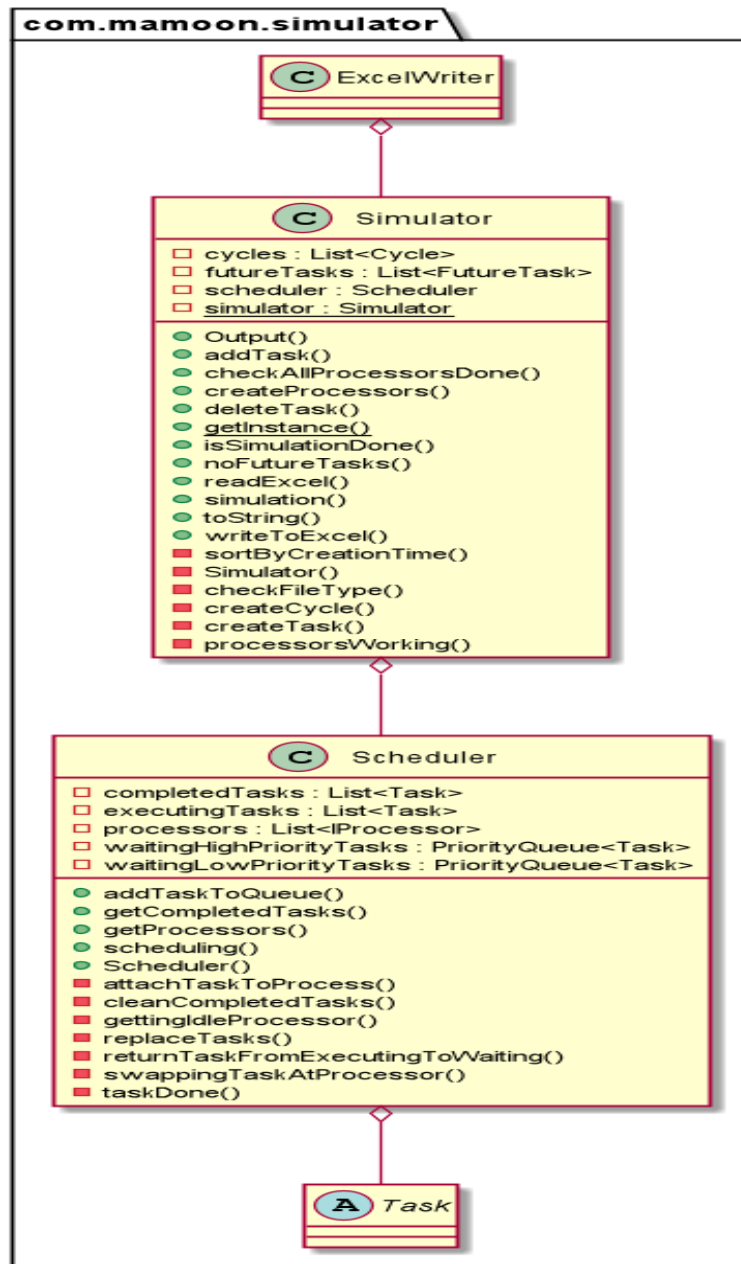 com.mamoon.simulator
C ExcelWriter
C Simulator
cycles : List<Cycle>
futureTasks : List<FutureTask>
scheduler : Scheduler
simulator : Simulator
Output()
addTask()
checkAllProcessorsDone()
createProcessors()
deleteTask()
getInstance()
isSimulationDone()
noFutureTasks()
readExcel()
simulation()
toString()
writeToExcel()
sortByCreationTime()
Simulator()
checkFileType()
createCycle()
createTask()
processorsWorking()
C Scheduler
completedTasks : List<Task>
executingTasks : List<Task>
processors : List<IProcessor>
waitingHighPriorityTasks : PriorityQueue<Task>
waitingLowPriorityTasks : PriorityQueue<Task>
addTaskToQueue()
getCompletedTasks()
getProcessors()
scheduling()
Scheduler()
attachTaskToProcess()
cleanCompletedTasks()
gettingIdleProcessor()
replaceTasks()
returnTaskFromExecutingToWaiting()
swappingTaskAtProcessor()
taskDone()
A Task